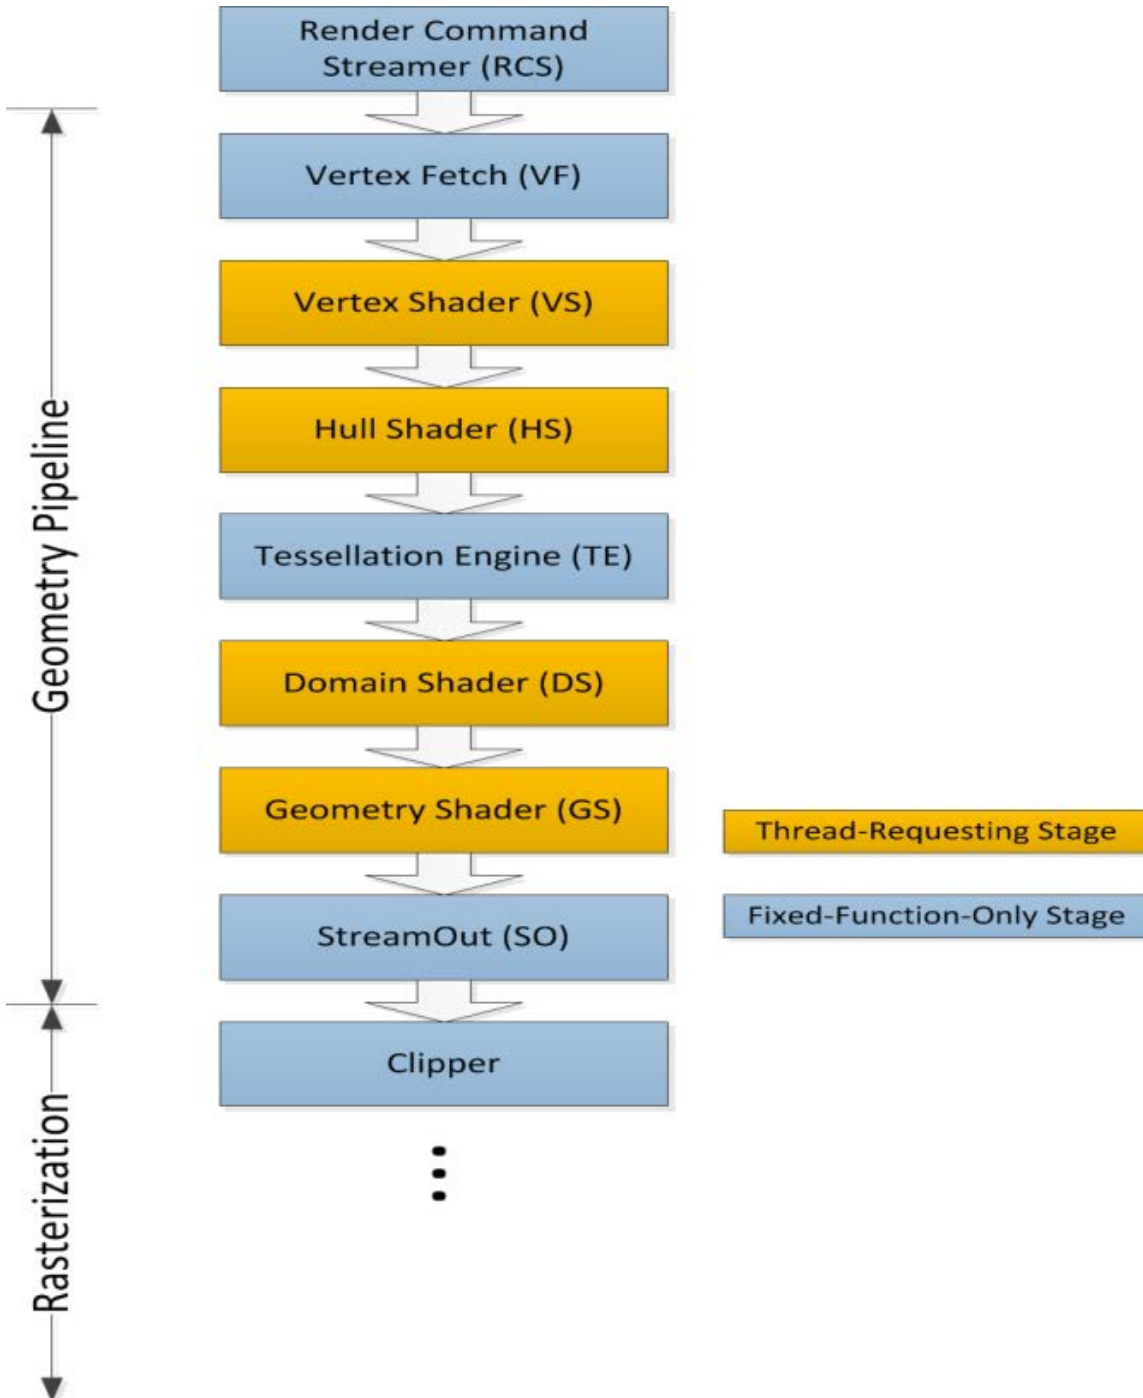 Render Command
Streamer (RCS)
Vertex Fetch (VF)
Vertex Shader (VS)
Hull Shader (HS)
Tessellation Engine (TE)
Domain Shader (DS)
Geometry Shader (GS)
StreamOut (SO)
Clipper
Geometry Pipeline
Rasterization
Thread-Requesting Stage
Fixed-Function-Only Stage